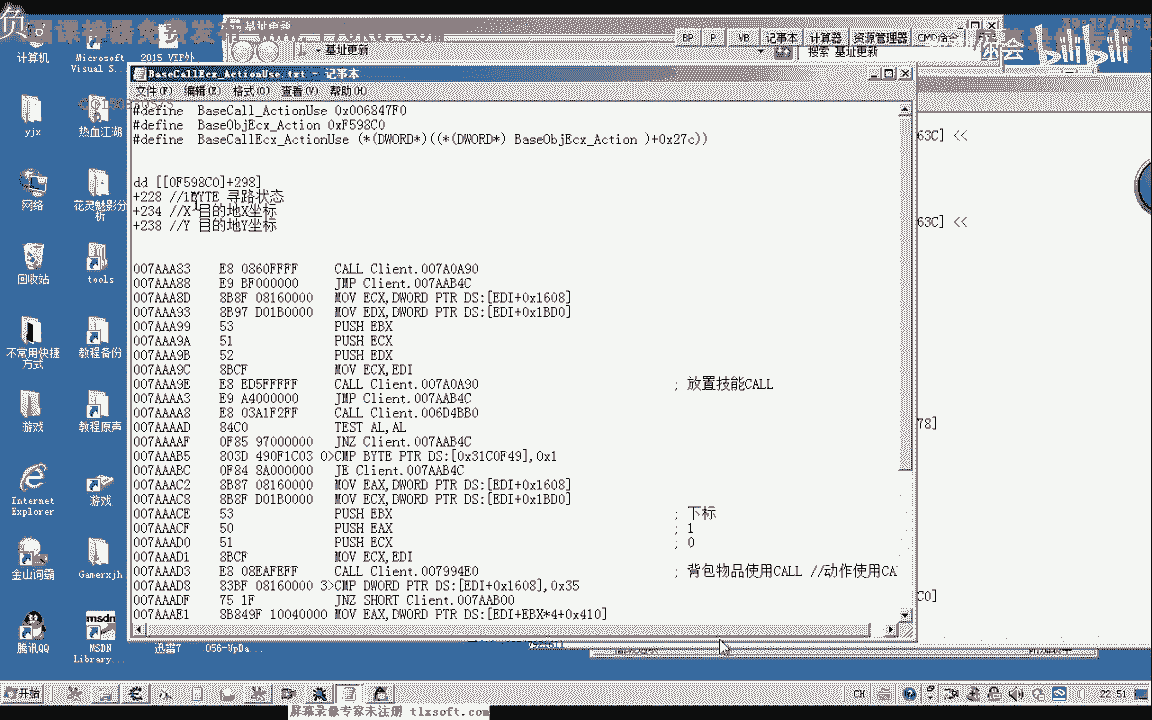 基址更新
BP P VB 记事本 计算器 资源管理器 CMD命令
基址更新
搜索 基址更新
计算机
Microsoft Visual S...
2015 VIP外
BaseCallEcx_ActionUse.txt - 记事本
文件(F) 编辑(E) 格式(O) 查看(V) 帮助(H)
#define BaseCall_ActionUse 0x006847F0
#define BaseObjEcx_Action 0xF598C0
#define BaseCallEcx_ActionUse (*(DWORD*)((*(DWORD*) BaseObjEcx_Action )+0x27c))
dd [[0F598C0]+298]
+228 //1BYTE 寻路状态
+234 //X 目的地X坐标
+238 //Y 目的地Y坐标
007AAA83 E8 0860FFFF CALL Client.007A0A90
007AAA88 E9 BF000000 JMP Client.007AAB4C
007AAA8D 8B8F 08160000 MOV ECX,DWORD PTR DS:[EDI+0x1608]
007AAA93 8B97 D01B0000 MOV EDX,DWORD PTR DS:[EDI+0x1BD0]
007AAA99 53 PUSH EBX
007AAA9A 51 PUSH ECX
007AAA9B 52 PUSH EDX
007AAA9C 8BCF MOV ECX,EDI
007AAA9E E8 ED5FFFFF CALL Client.007A0A90 ; 放置技能CALL
007AAAA3 E9 A4000000 JMP Client.007AAB4C
007AAAA8 E8 03A1F2FF CALL Client.006D4BB0
007AAAAD 84C0 TEST AL,AL
007AAAAF 0F85 97000000 JNZ Client.007AAB4C
007AAAB5 803D 490F1C03 0>CMP BYTE PTR DS:[0x31C0F49],0x1
007AAABC 0F84 8A000000 JE Client.007AAB4C
007AAAC2 8B87 08160000 MOV EAX,DWORD PTR DS:[EDI+0x1608]
007AAAC8 8B8F D01B0000 MOV ECX,DWORD PTR DS:[EDI+0x1BD0]
007AAACE 53 PUSH EBX ; 下标
007AAACF 50 PUSH EAX ; 1
007AAAD0 51 PUSH ECX ; 0
007AAAD1 8BCF MOV ECX,EDI
007AAAD3 E8 08EAFEFF CALL Client.007994E0 ; 背包物品使用CALL //动作使用CA
007AAAD8 83BF 08160000 3>CMP DWORD PTR DS:[EDI+0x1608],0x35
007AAADF 75 1F JNZ SHORT Client.007AAB00
007AAAE1 8B849F 10040000 MOV EAX,DWORD PTR DS:[EDI+EBX*4+0x410]
63C] <<
63C] <<
78]
C0]
yjx
热血江湖
网络
花灵魅影分析
回收站
tools
不常用快捷方式
教程备份
游戏
教程原声
Internet Explorer
游戏
金山词霸
Gamerxjh
腾讯QQ
MSDN Library...
迅雷7
056-UpDa...
开始
CH
22:51
屏幕录像专家未注册 tlxsoft.com